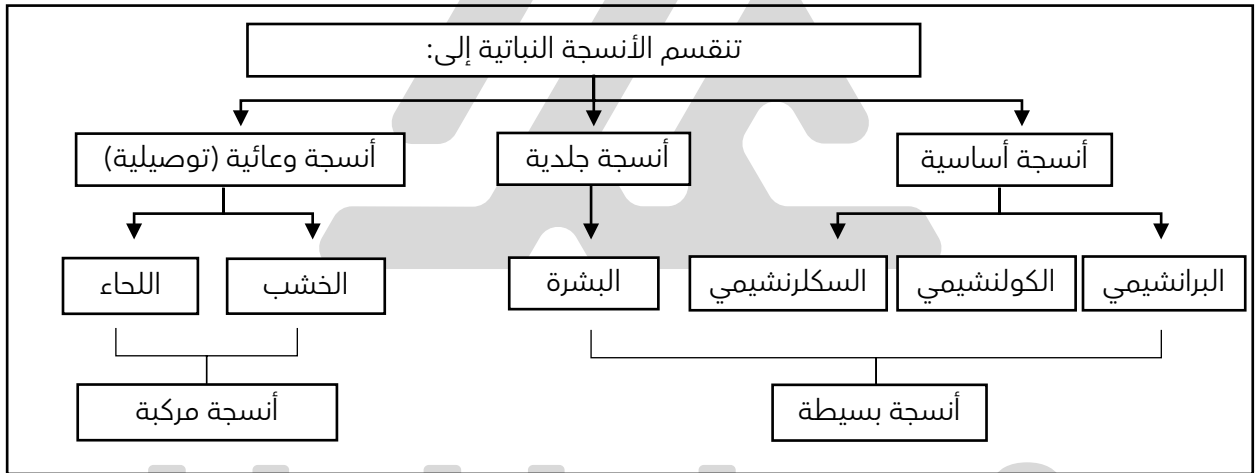 تنقسم الأنسجة النباتية إلى:
أنسجة أساسية
أنسجة جلدية
أنسجة وعائية (توصيلية)
البرانشيمي
الكولنشيمي
السكلرنشيمي
البشرة
الخشب
اللحاء
أنسجة بسيطة
أنسجة مركبة